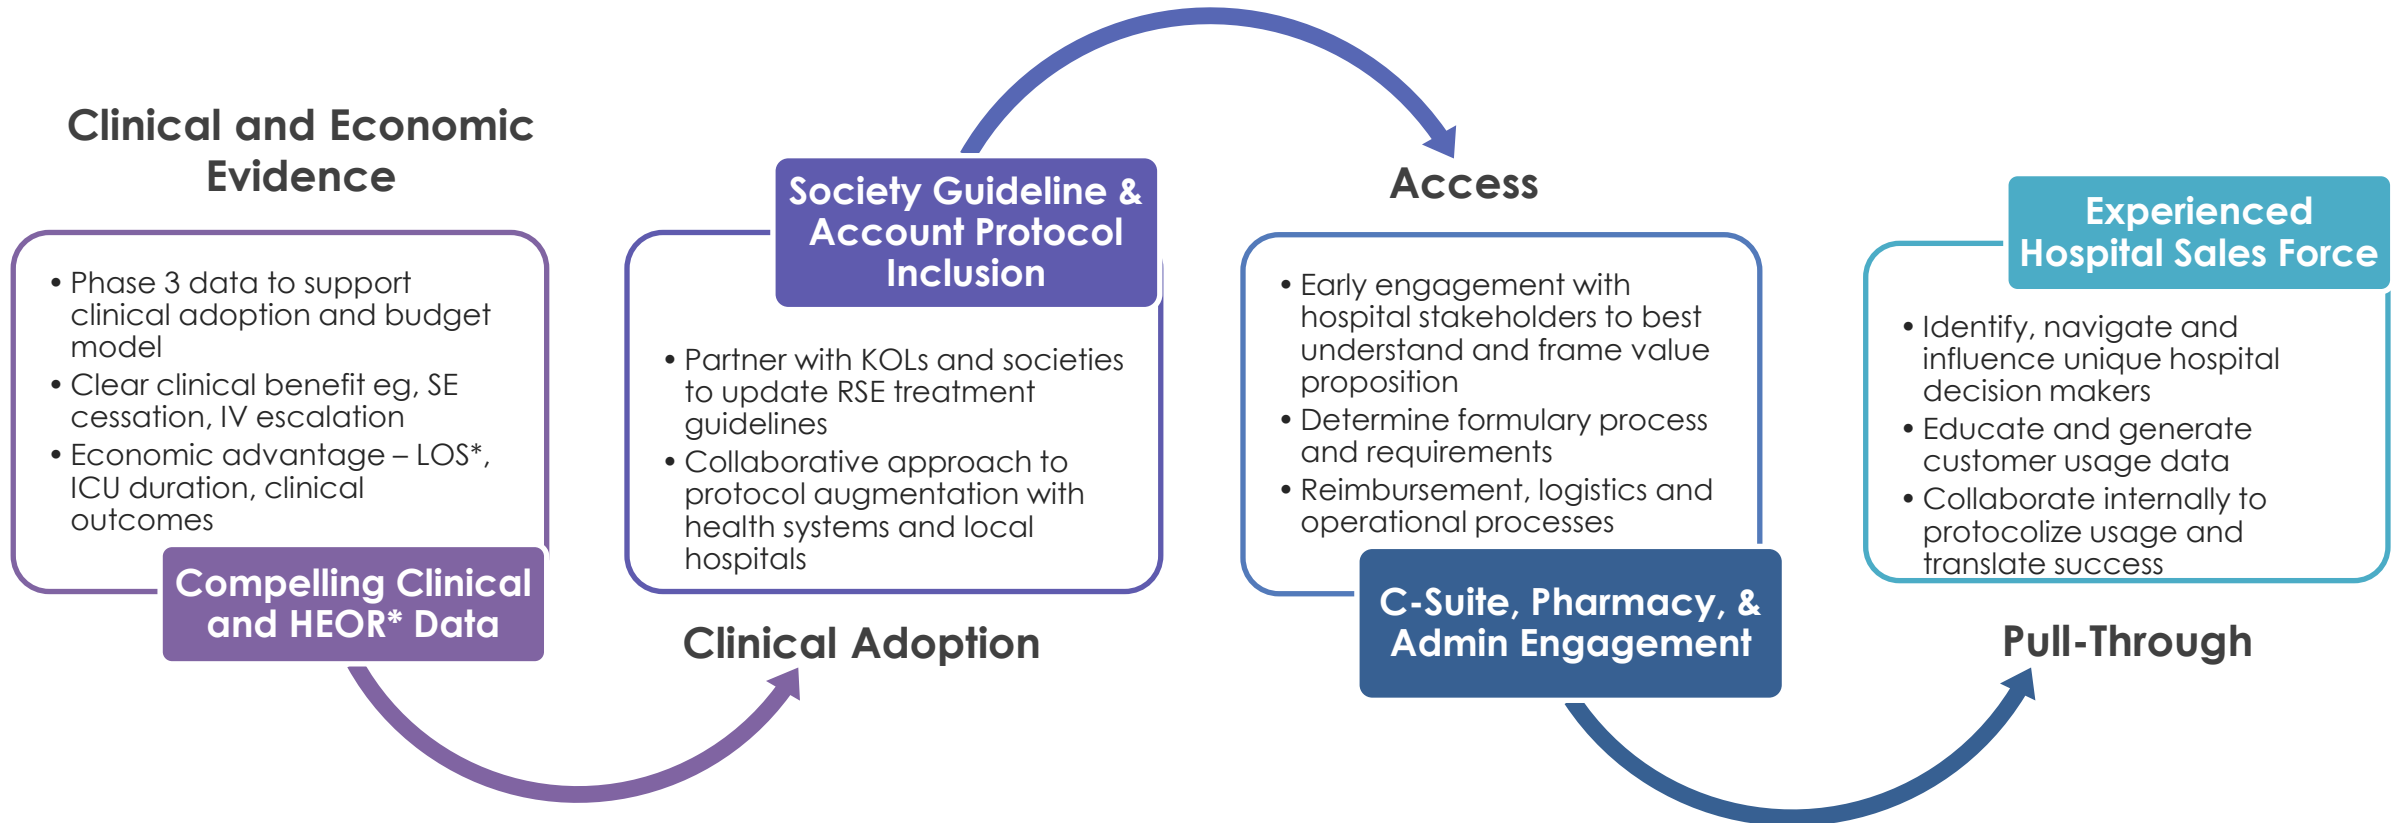 Clinical and Economic
Evidence
• Phase 3 data to support
clinical adoption and budget
model
• Clear clinical benefit eg, SE
cessation, IV escalation
• Economic advantage – LOS*,
ICU duration, clinical
outcomes
Compelling Clinical
and HEOR* Data
Society Guideline &
Account Protocol
Inclusion
• Partner with KOLs and societies
to update RSE treatment
guidelines
• Collaborative approach to
protocol augmentation with
health systems and local
hospitals
Clinical Adoption
Access
• Early engagement with
hospital stakeholders to best
understand and frame value
proposition
• Determine formulary process
and requirements
• Reimbursement, logistics and
operational processes
C-Suite, Pharmacy, &
Admin Engagement
Experienced
Hospital Sales Force
• Identify, navigate and
influence unique hospital
decision makers
• Educate and generate
customer usage data
• Collaborate internally to
protocolize usage and
translate success
Pull-Through